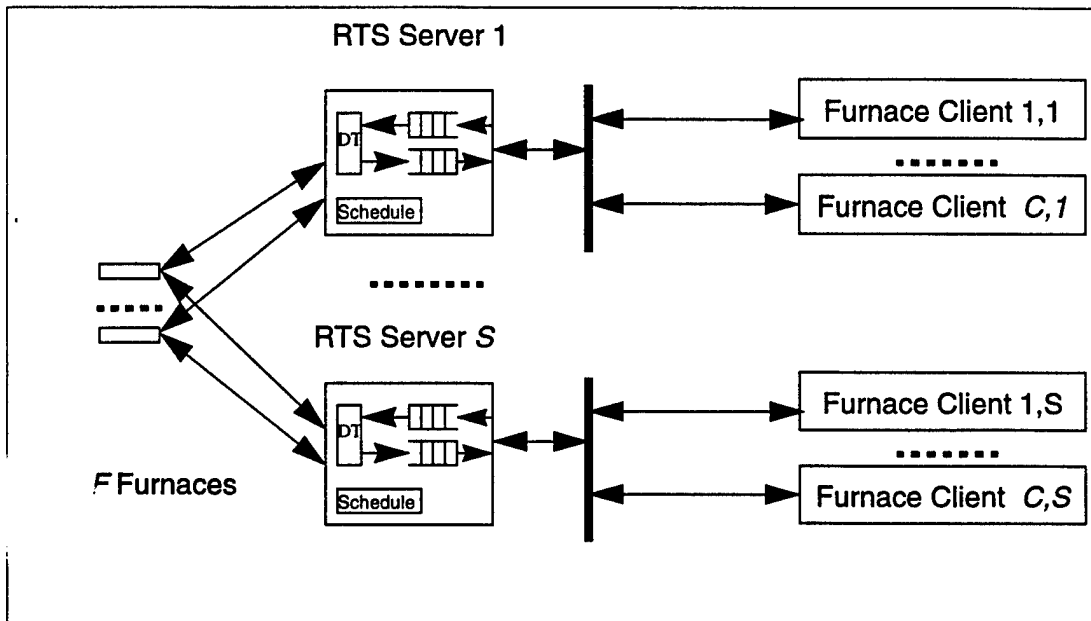 RTS Server 1
DT
Schedule
Furnace Client 1,1
Furnace Client C,1
RTS Server S
DT
Schedule
Furnace Client 1,S
Furnace Client C,S
F Furnaces